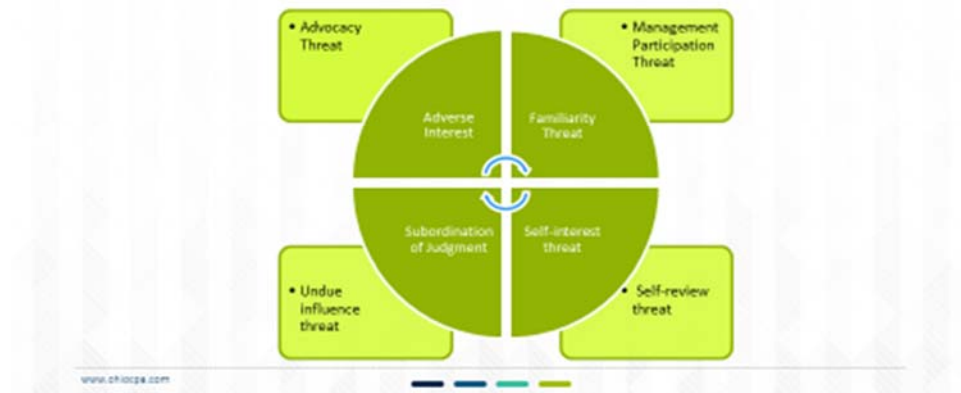 • Advocacy
Threat
• Management
Participation
Threat
Adverse
Interest
Familiarity
Threat
Subordination
of Judgment
Self-interest
threat
• Undue
influence
threat
• Self-review
threat
www.ohiocpa.com